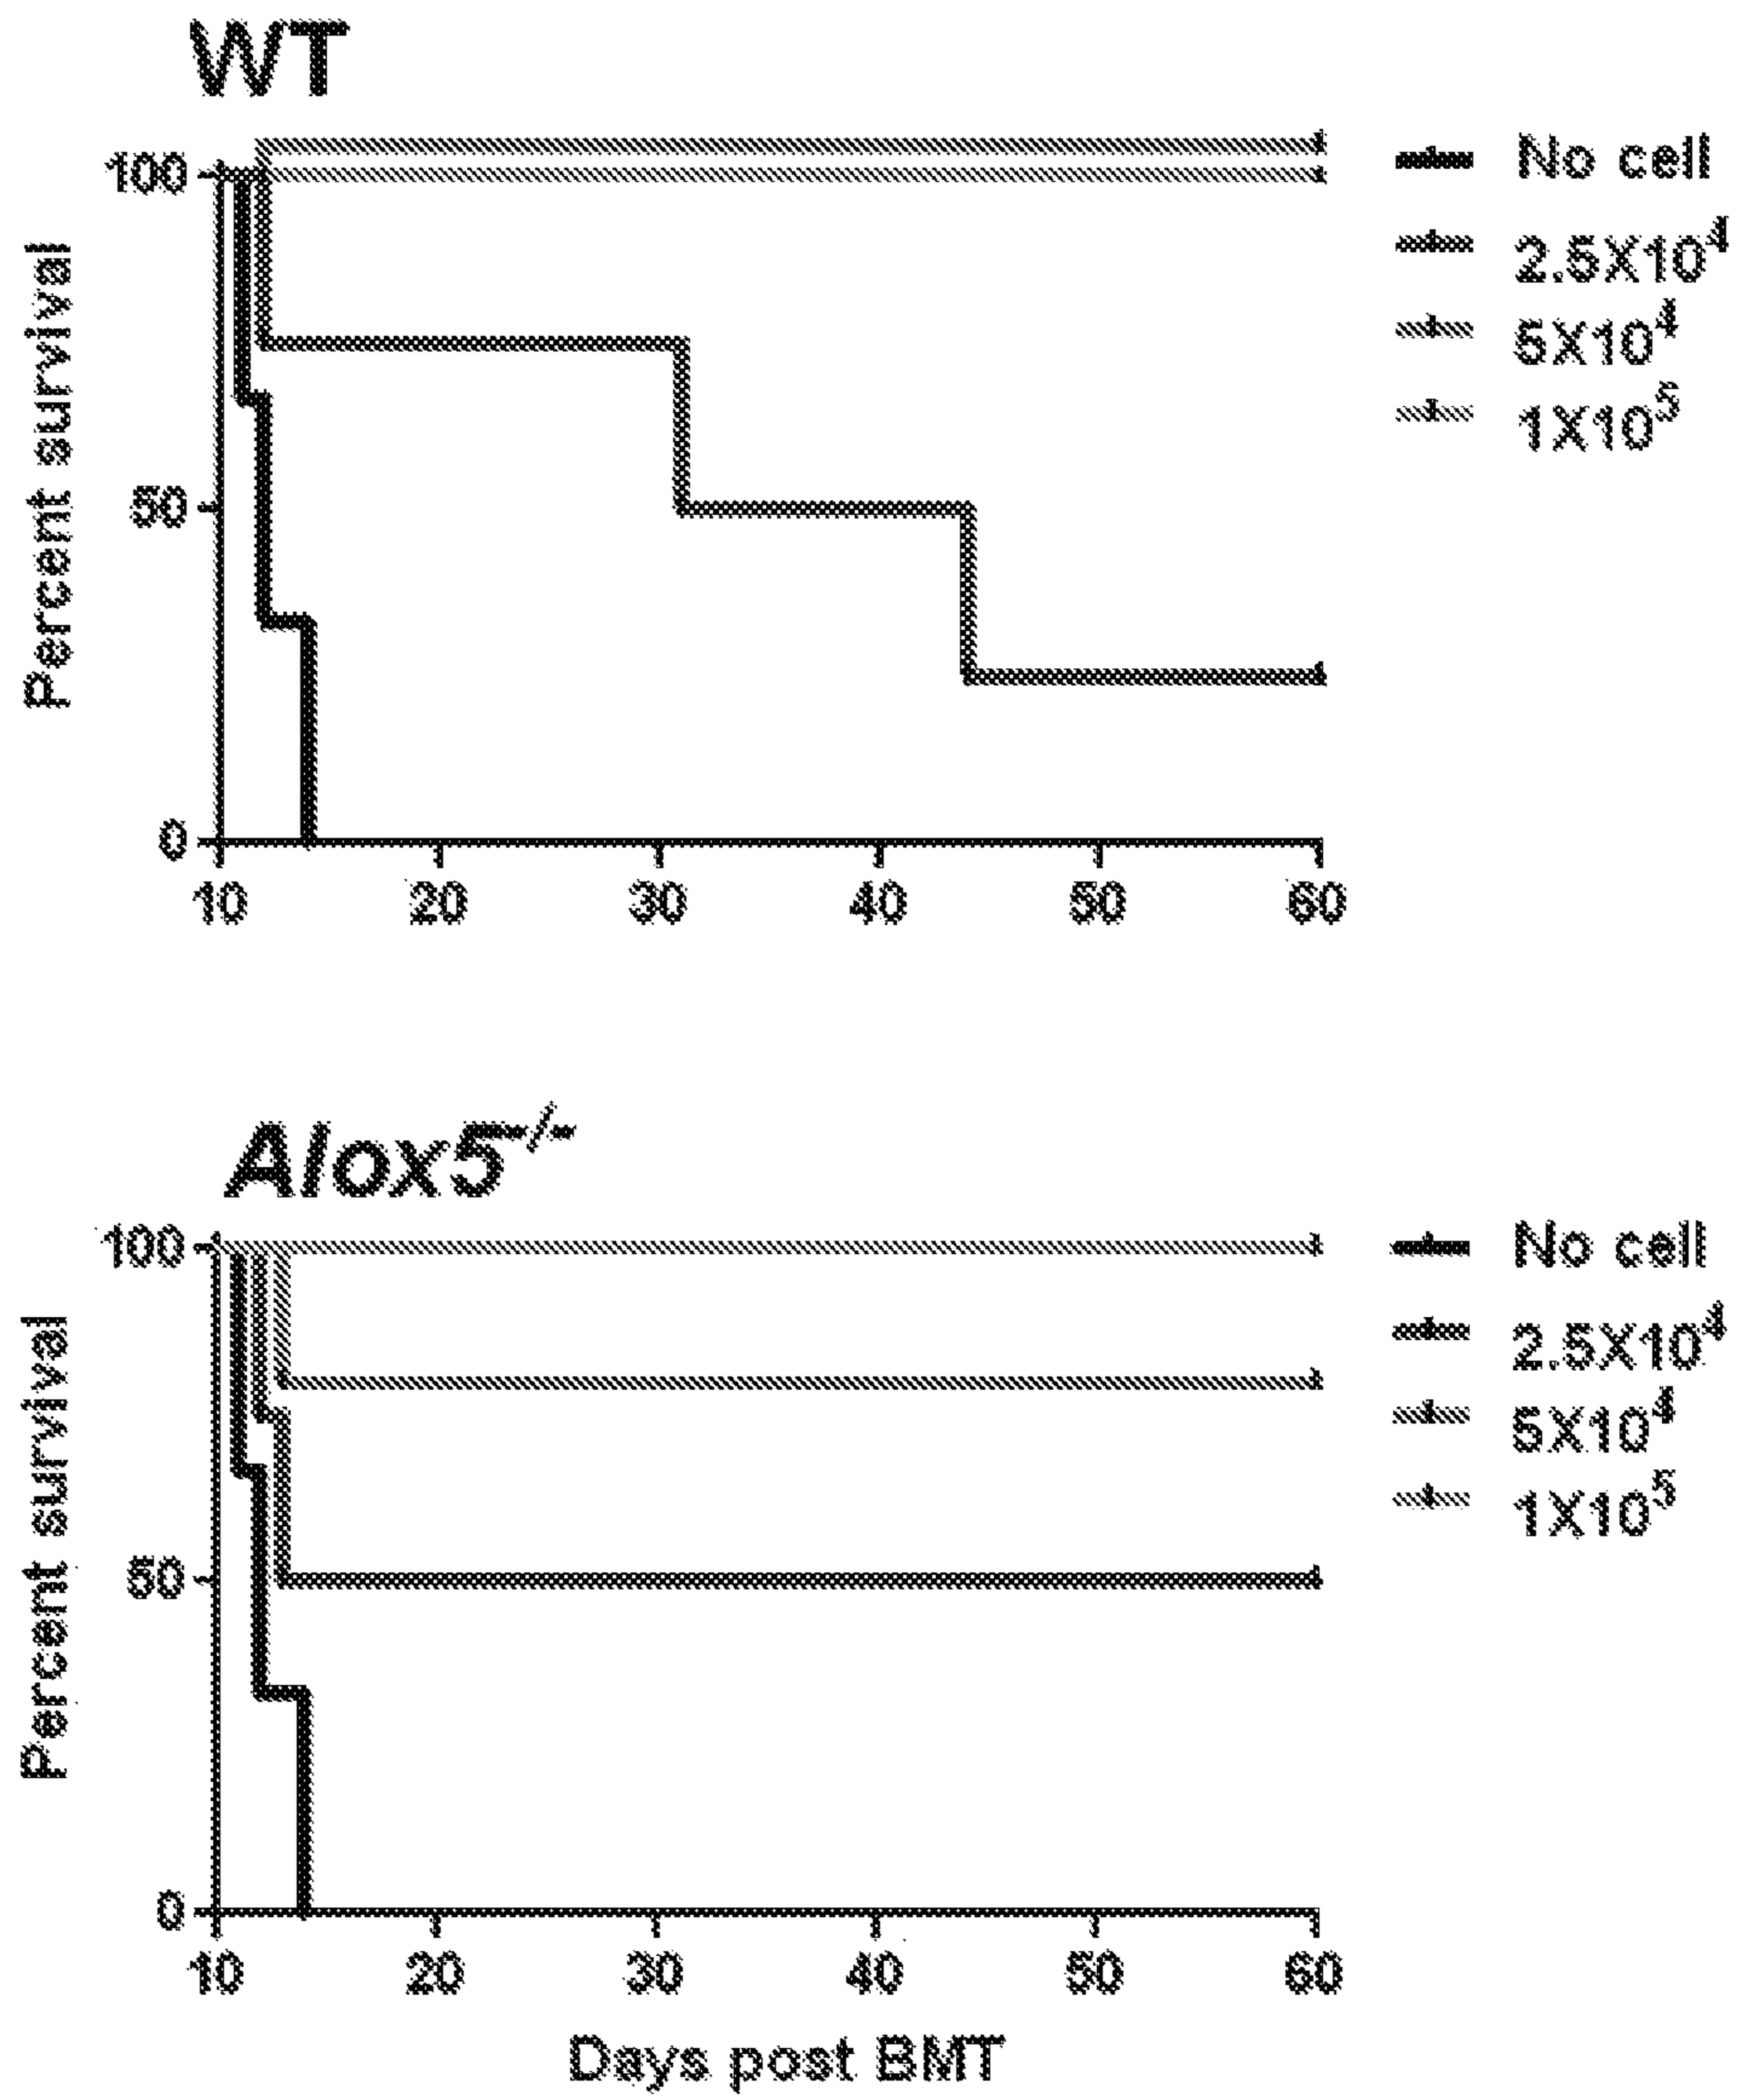 WT
Percent survival
100
50
0
10 20 30 40 50 60
No cell
2.5X10⁴
5X10⁴
1X10⁵
Alox5⁻/⁻
Percent survival
100
50
0
10 20 30 40 50 60
Days post BMT
No cell
2.5X10⁴
5X10⁴
1X10⁵